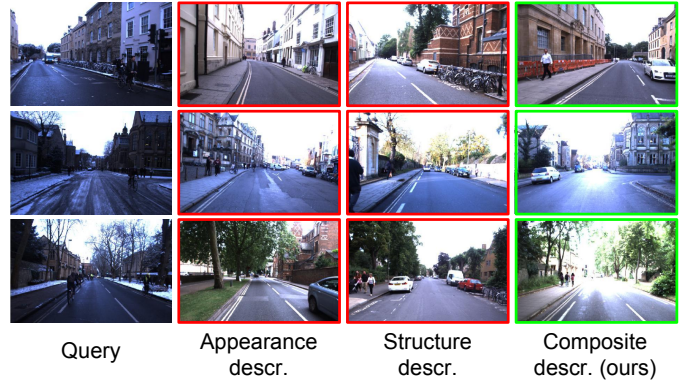 Query
Appearance
descr.
Structure
descr.
Composite
descr. (ours)